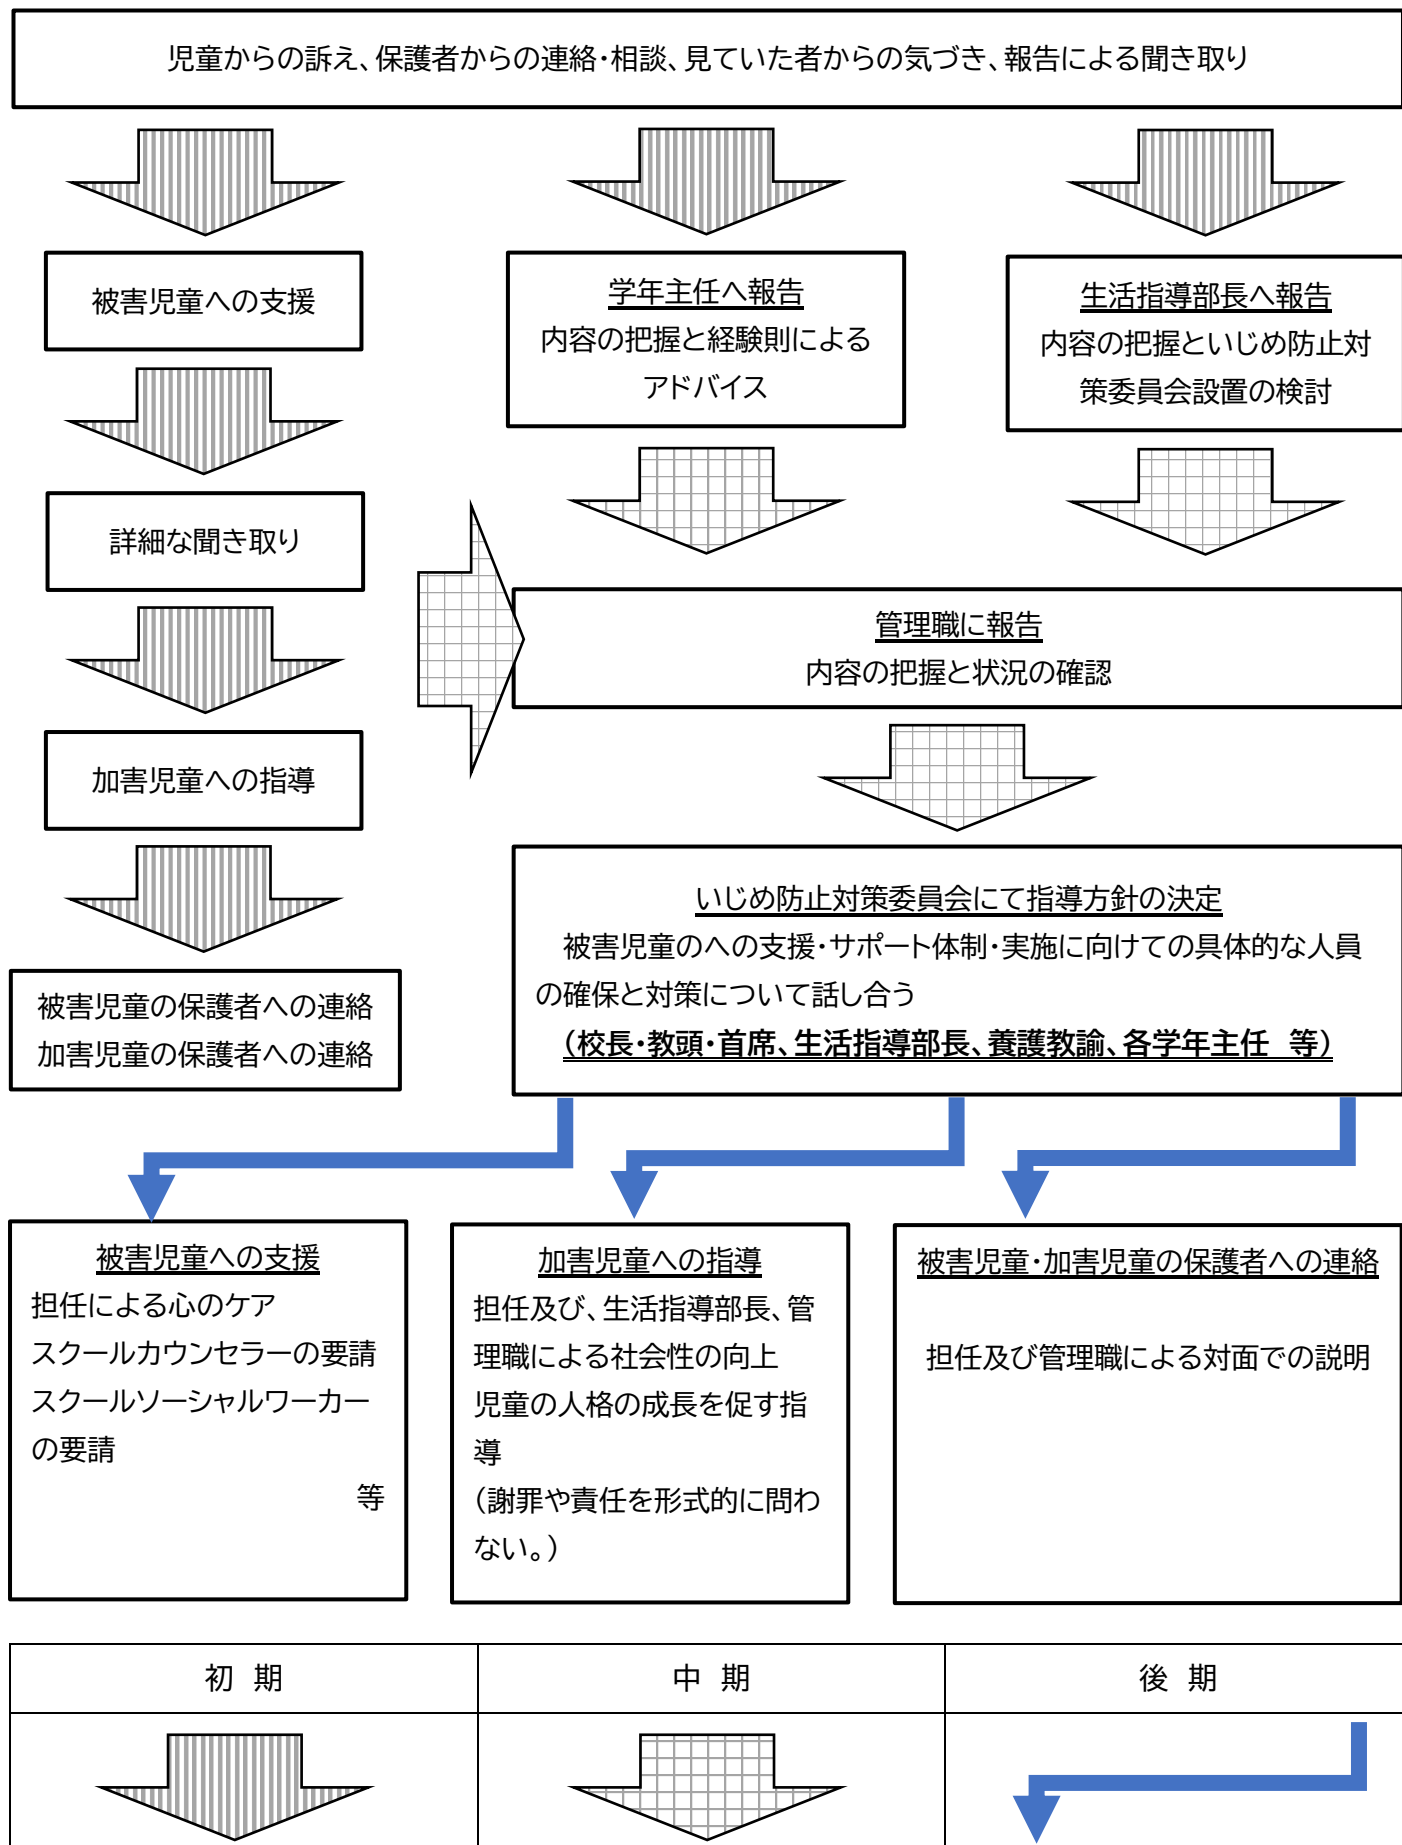 児童からの訴え、保護者からの連絡・相談、見ていた者からの気づき、報告による聞き取り
被害児童への支援
学年主任へ報告
内容の把握と経験則による
アドバイス
生活指導部長へ報告
内容の把握といじめ防止対
策委員会設置の検討
詳細な聞き取り
管理職に報告
内容の把握と状況の確認
加害児童への指導
いじめ防止対策委員会にて指導方針の決定
被害児童のへの支援・サポート体制・実施に向けての具体的な人員
の確保と対策について話し合う
（校長・教頭・首席、生活指導部長、養護教諭、各学年主任　等）
被害児童の保護者への連絡
加害児童の保護者への連絡
被害児童への支援
担任による心のケア
スクールカウンセラーの要請
スクールソーシャルワーカー
の要請
等
加害児童への指導
担任及び、生活指導部長、管
理職による社会性の向上
児童の人格の成長を促す指
導
（謝罪や責任を形式的に問わ
ない。）
被害児童・加害児童の保護者への連絡
担任及び管理職による対面での説明
初　期
中　期
後　期